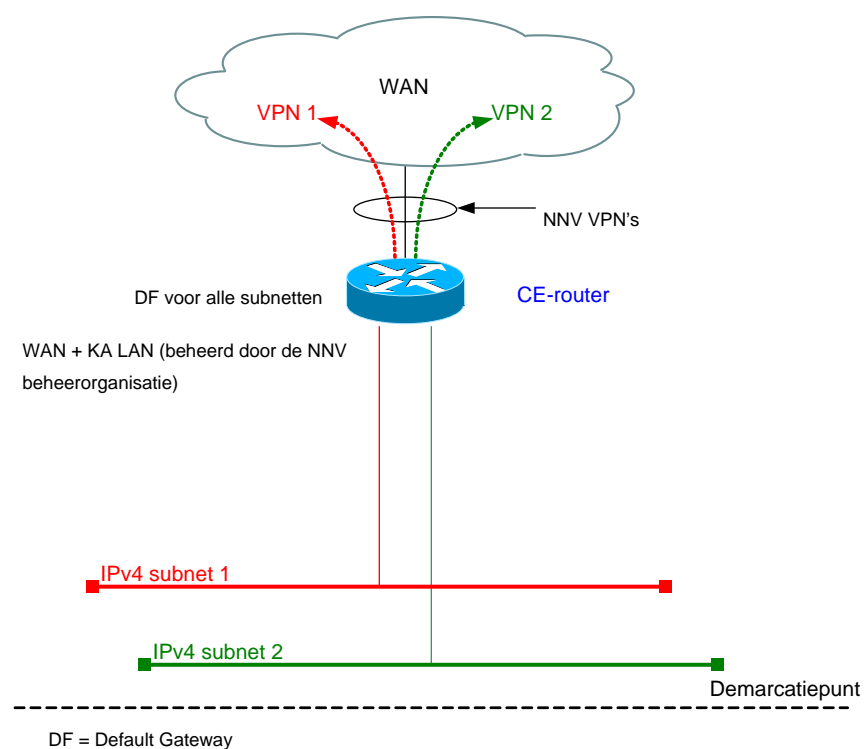 WAN
VPN 1
VPN 2
NNV VPN's
DF voor alle subnetten
CE-router
WAN + KA LAN (beheerd door de NNV
beheerorganisatie)
IPv4 subnet 1
IPv4 subnet 2
Demarcatiepunt
DF = Default Gateway